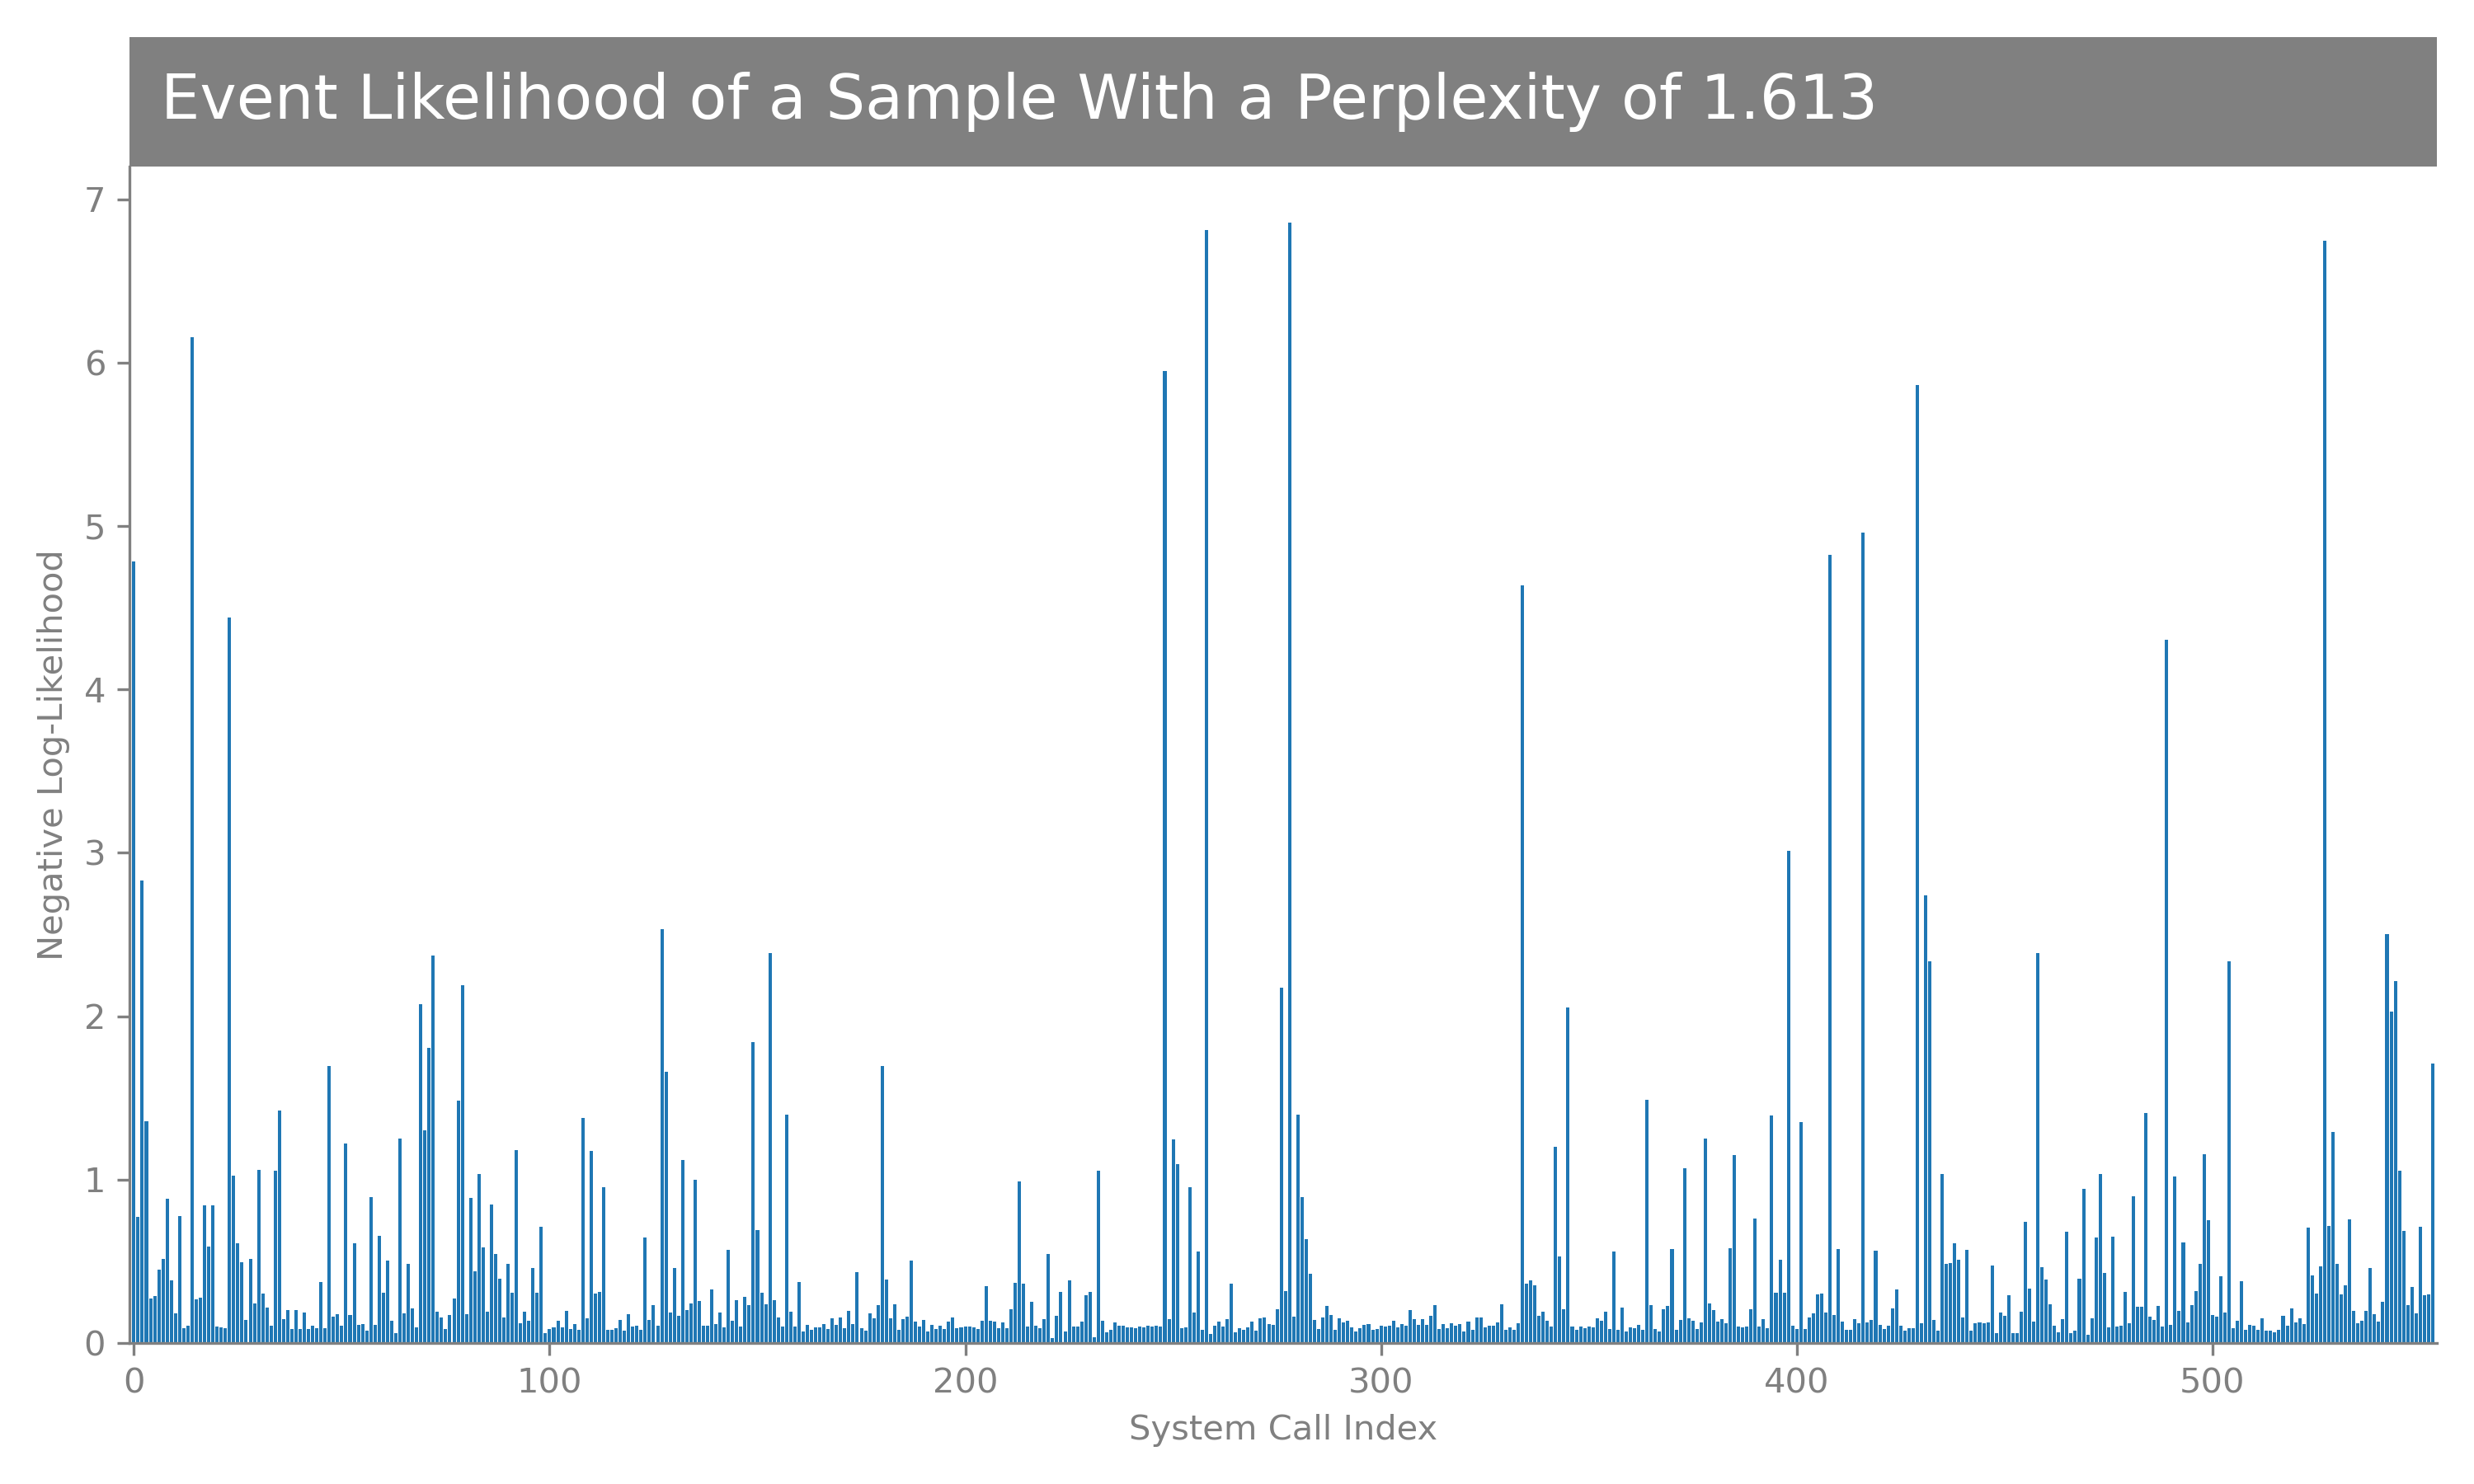 Event Likelihood of a Sample With a Perplexity of 1.613
7
6
5
4
3
2
1
0
Negative Log-Likelihood
0 100 200 300 400 500
System Call Index